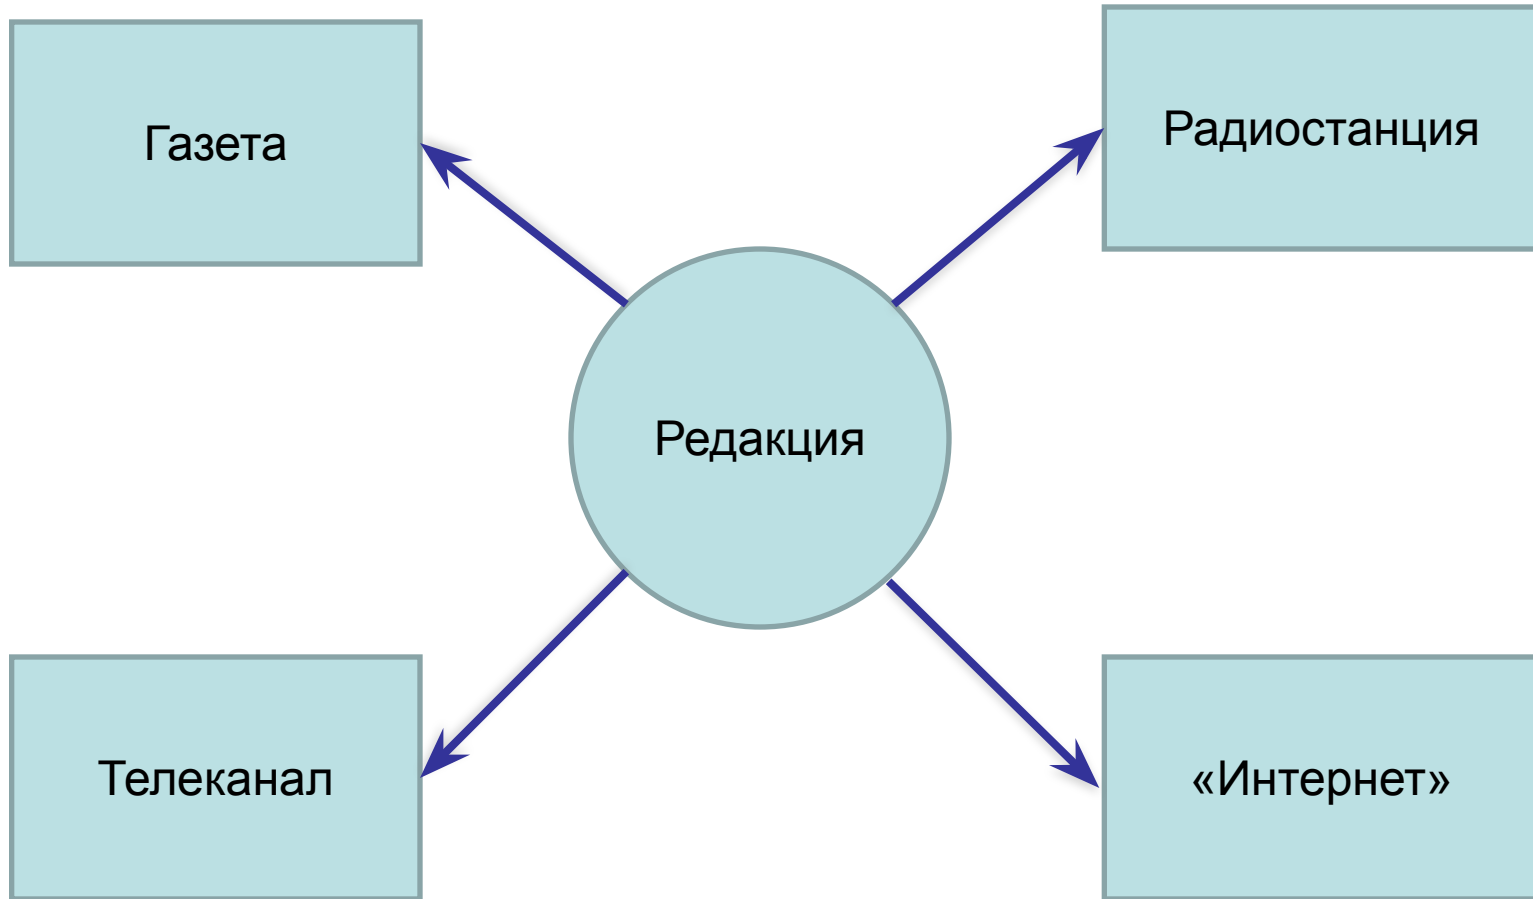 Газета
Радиостанция
Редакция
Телеканал
«Интернет»